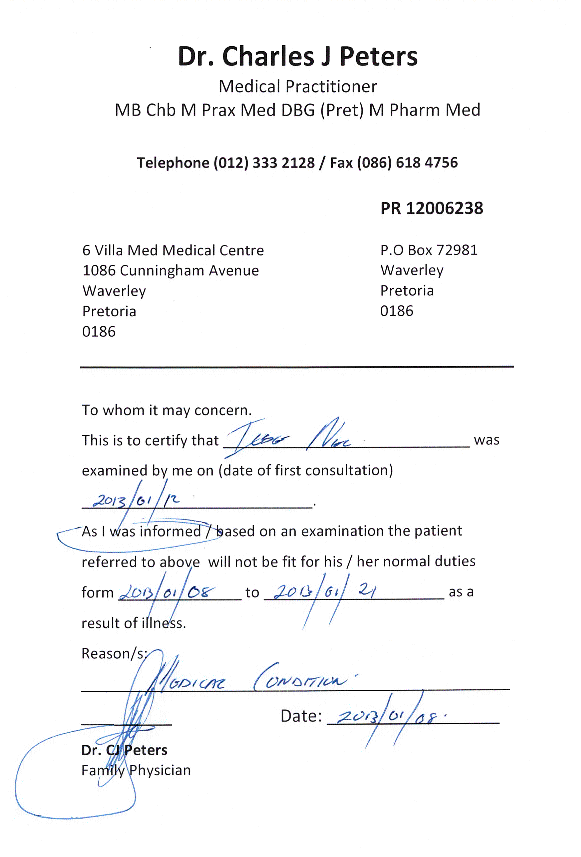 Dr. Charles J Peters
Medical Practitioner
MB Chb M Prax Med DBG (Pret) M Pharm Med
Telephone (012) 333 2128 / Fax (086) 618 4756
PR 12006238
6 Villa Med Medical Centre
1086 Cunningham Avenue
Waverley
Pretoria
0186
P.O Box 72981
Waverley
Pretoria
0186
To whom it may concern.
This is to certify that was
examined by me on (date of first consultation)
2013/01/12.
As I was informed / based on an examination the patient
referred to above will not be fit for his / her normal duties
form 2013/01/08 to 2013/01/21 as a
result of illness.
Reason/s:
MEDICAL CONDITION
Date: 2013/01/08.
Dr. CJ Peters
Family Physician